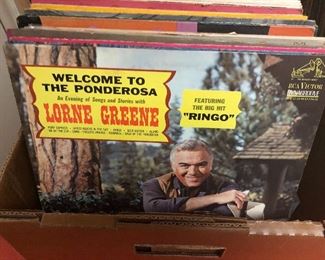 WELCOME TO
THE PONDEROSA
An Evening of Songs and Stories with
LORNE GREENE
FEATURING
THE BIG HIT
"RINGO"
RCA VICTOR
DYNAGROOVE